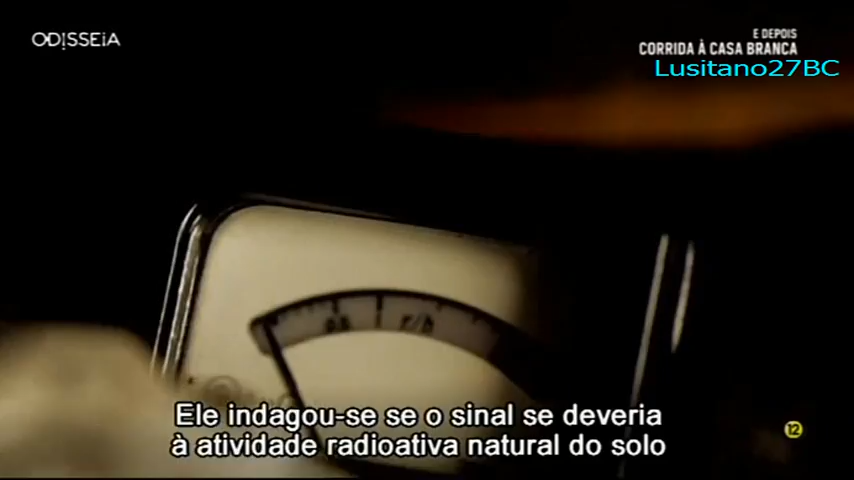 ODISSEiA
E DEPOIS
CORRIDA À CASA BRANCA
Lusitano27BC
r/h
Ele indagou-se se o sinal se deveria
à atividade radioativa natural do solo
12